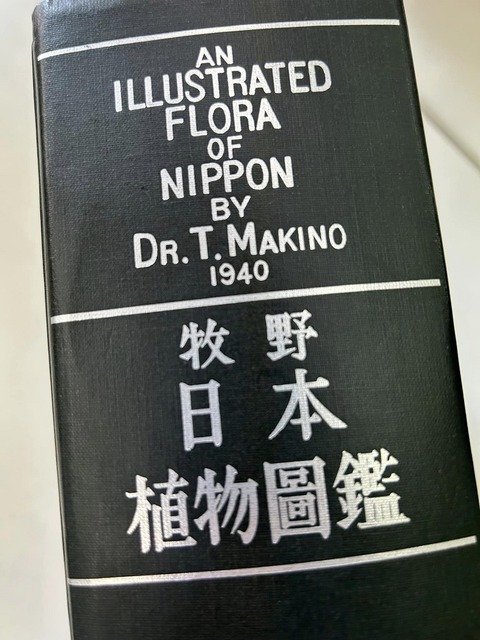 AN
ILLUSTRATED
FLORA
OF
NIPPON
BY
DR. T. MAKINO
1940
牧野
日本
植物圖鑑